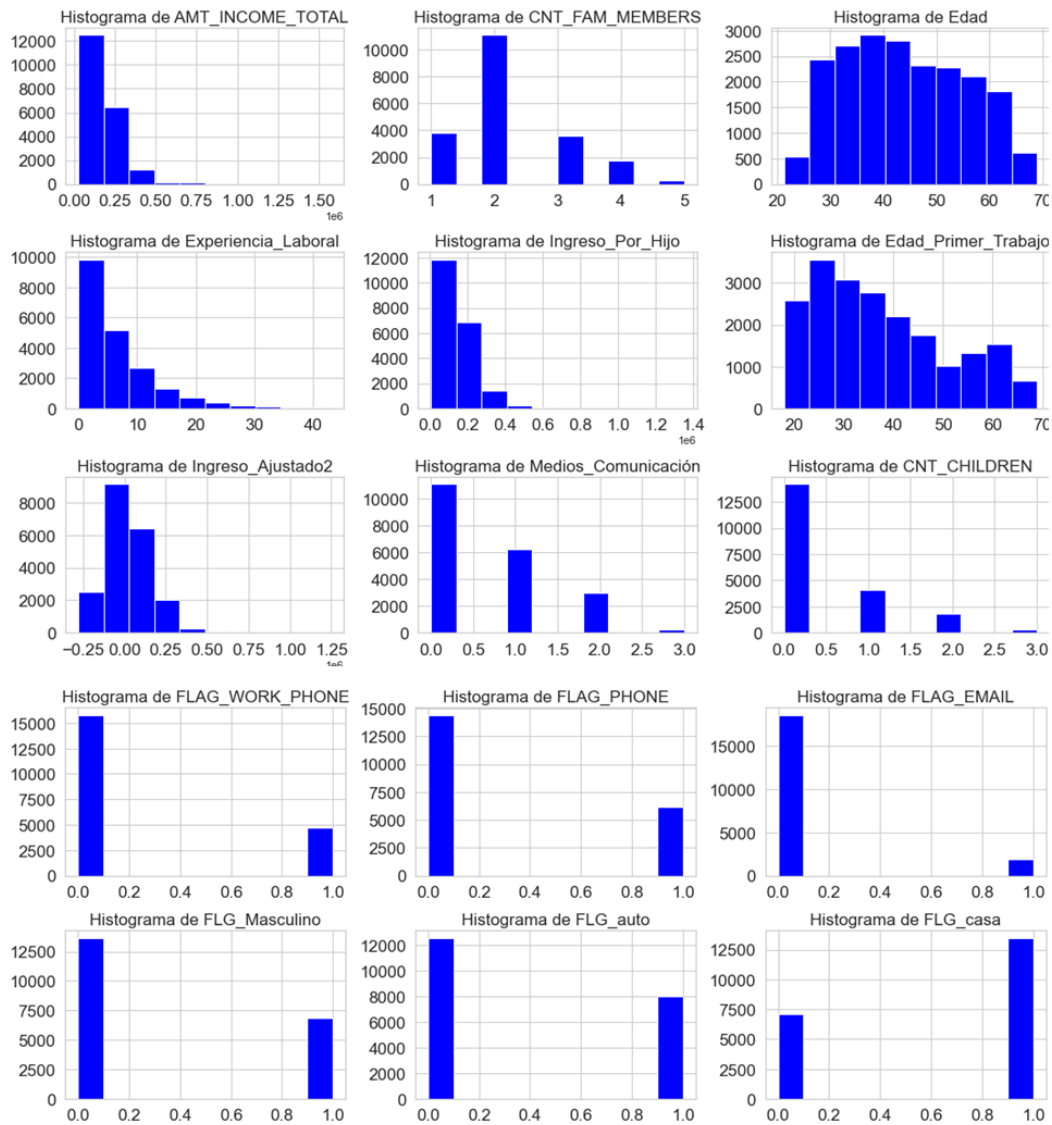 Histograma de AMT_INCOME_TOTAL
12000
10000
8000
6000
4000
2000
0
0.00 0.25 0.50 0.75 1.00 1.25 1.50
1e6
Histograma de CNT_FAM_MEMBERS
10000
8000
6000
4000
2000
0
1 2 3 4 5
Histograma de Edad
3000
2500
2000
1500
1000
500
0
20 30 40 50 60 70
Histograma de Experiencia_Laboral
10000
8000
6000
4000
2000
0
0 10 20 30 40
Histograma de Ingreso_Por_Hijo
12000
10000
8000
6000
4000
2000
0
0.0 0.2 0.4 0.6 0.8 1.0 1.2 1.4
1e6
Histograma de Edad_Primer_Trabajo
3000
2000
1000
0
20 30 40 50 60 70
Histograma de Ingreso_Ajustado2
8000
6000
4000
2000
0
−0.25 0.00 0.25 0.50 0.75 1.00 1.25
1e6
Histograma de Medios_Comunicación
10000
8000
6000
4000
2000
0
0.0 0.5 1.0 1.5 2.0 2.5 3.0
Histograma de CNT_CHILDREN
12500
10000
7500
5000
2500
0
0.0 0.5 1.0 1.5 2.0 2.5 3.0
Histograma de FLAG_WORK_PHONE
15000
12500
10000
7500
5000
2500
0
0.0 0.2 0.4 0.6 0.8 1.0
Histograma de FLAG_PHONE
15000
12500
10000
7500
5000
2500
0
0.0 0.2 0.4 0.6 0.8 1.0
Histograma de FLAG_EMAIL
15000
10000
5000
0
0.0 0.2 0.4 0.6 0.8 1.0
Histograma de FLG_Masculino
12500
10000
7500
5000
2500
0
0.0 0.2 0.4 0.6 0.8 1.0
Histograma de FLG_auto
12000
10000
8000
6000
4000
2000
0
0.0 0.2 0.4 0.6 0.8 1.0
Histograma de FLG_casa
12500
10000
7500
5000
2500
0
0.0 0.2 0.4 0.6 0.8 1.0